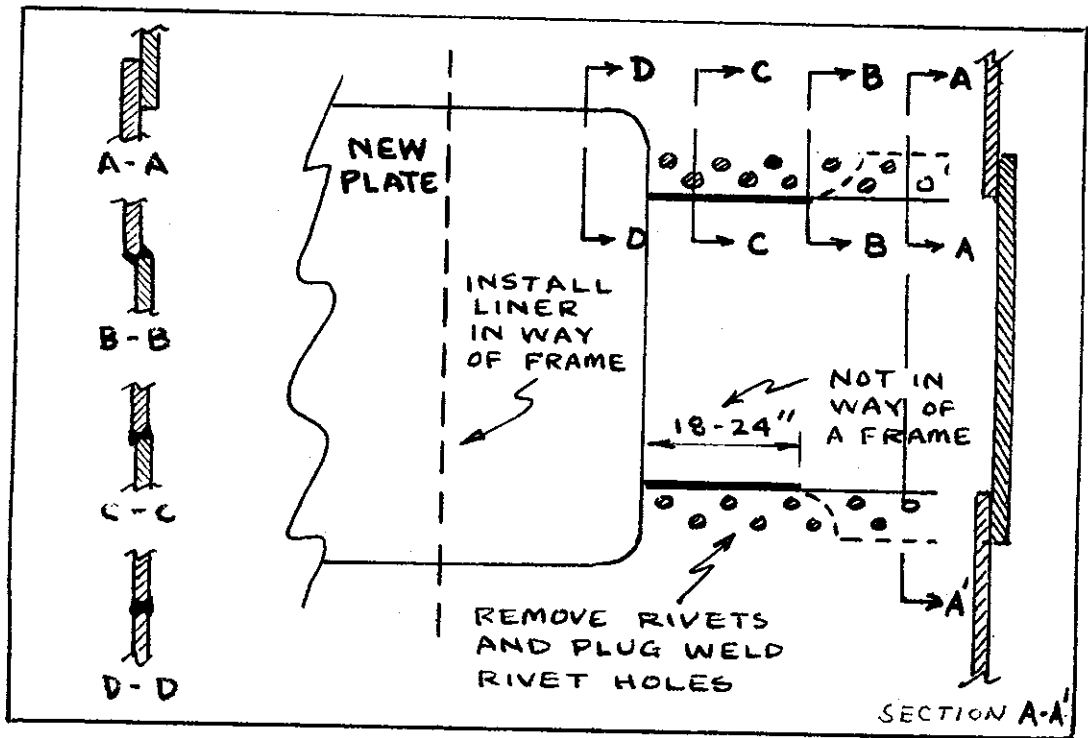 A-A
B-B
C-C
D-D
NEW
PLATE
D
C
B
A
D
C
B
A
INSTALL
LINER
IN WAY
OF FRAME
NOT IN
WAY OF
A FRAME
18-24"
A'
REMOVE RIVETS
AND PLUG WELD
RIVET HOLES
SECTION A-A'